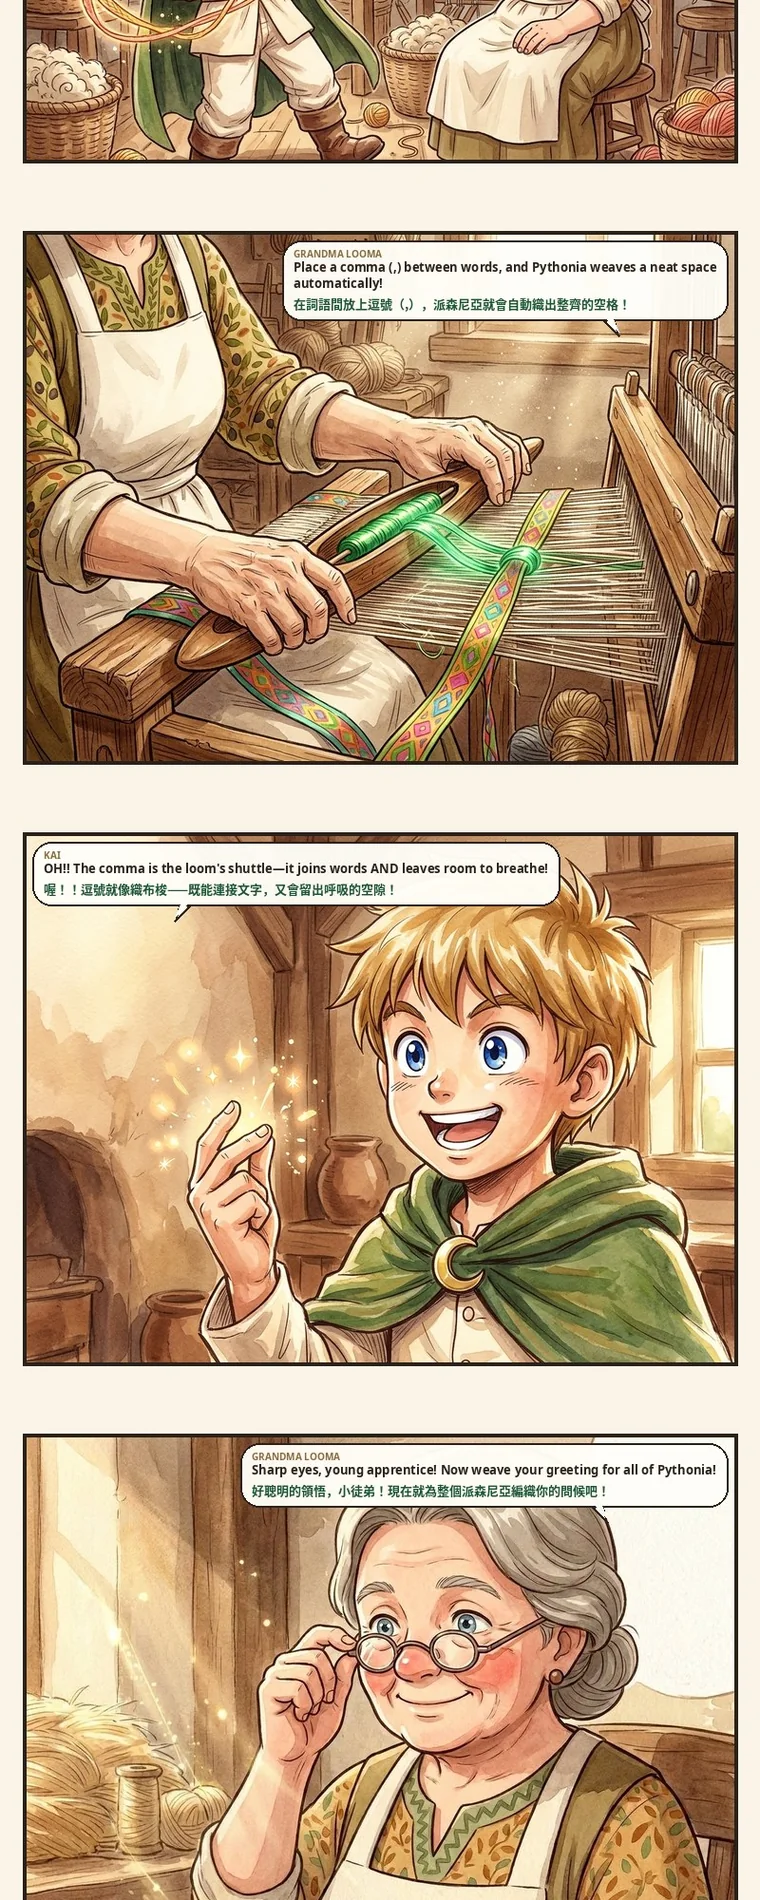 GRANDMA LOOMA
Place a comma (,) between words, and Pythonia weaves a neat space
automatically!
在詞語間放上逗號（,），派森尼亞就會自動織出整齊的空格！
KAI
OH!! The comma is the loom's shuttle—it joins words AND leaves room to breathe!
喔！！逗號就像織布梭——既能連接文字，又會留出呼吸的空隙！
GRANDMA LOOMA
Sharp eyes, young apprentice! Now weave your greeting for all of Pythonia!
好聰明的領悟，小徒弟！現在就為整個派森尼亞編織你的問候吧！